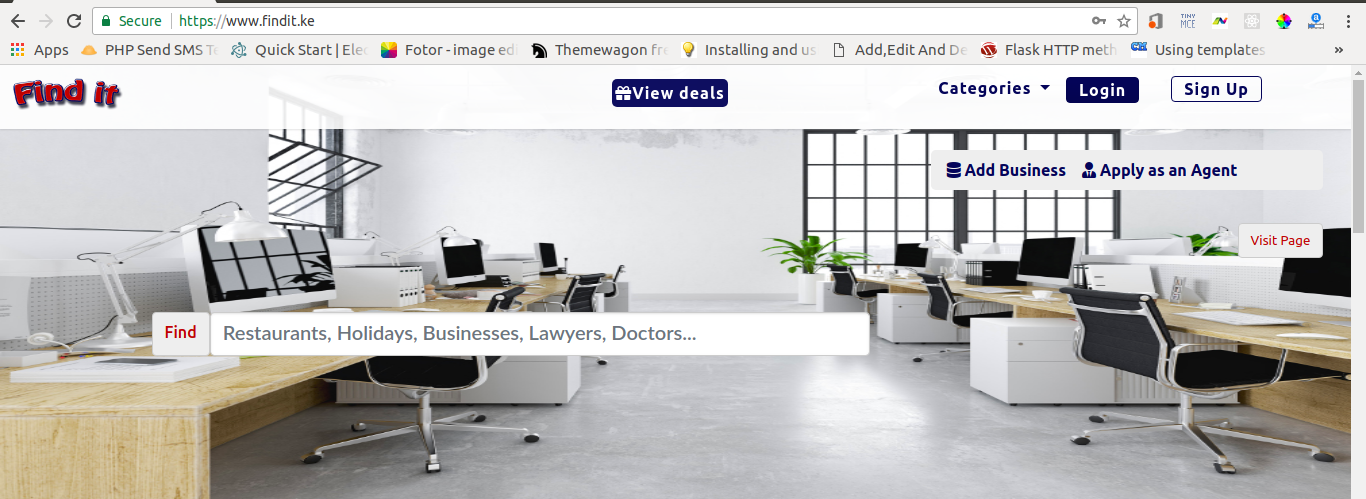 Secure https://www.findit.ke
Apps PHP Send SMS Te Quick Start | Elec Fotor - image edi Themewagon fre Installing and us Add,Edit And De Flask HTTP meth Using templates »
TINY
MCE
Find it
View deals
Categories Login Sign Up
Add Business Apply as an Agent
Visit Page
Find Restaurants, Holidays, Businesses, Lawyers, Doctors...